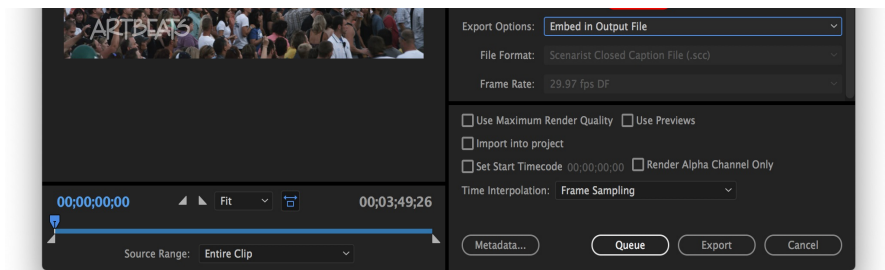 ARTBEATS
Export Options: Embed in Output File
File Format: Scenarist Closed Caption File (.scc)
Frame Rate: 29.97 fps DF
Use Maximum Render Quality Use Previews
Import into project
Set Start Timecode 00;00;00;00 Render Alpha Channel Only
Time Interpolation: Frame Sampling
00;00;00;00 Fit 00;03;49;26
Source Range: Entire Clip
Metadata... Queue Export Cancel